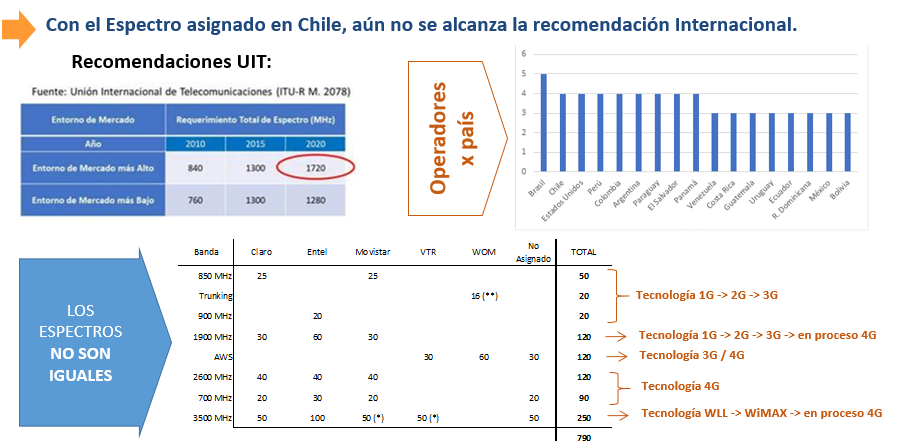 Con el Espectro asignado en Chile, aún no se alcanza la recomendación Internacional.
Recomendaciones UIT:
Fuente: Unión Internacional de Telecomunicaciones (ITU-R M. 2078)
Entorno de Mercado Requerimiento Total de Espectro (MHz)
Año 2010 2015 2020
Entorno de Mercado más Alto 840 1300 1720
Entorno de Mercado más Bajo 760 1300 1280
Operadores
x país
6
5
4
3
2
1
0
Brasil
Chile
Estados Unidos
Perú
Colombia
Argentina
Paraguay
El Salvador
Panamá
Venezuela
Costa Rica
Guatemala
Uruguay
Ecuador
R. Dominicana
México
Bolivia
LOS
ESPECTROS
NO SON
IGUALES
Banda Claro Entel Movistar VTR WOM No Asignado TOTAL
850 MHz 25 25 50
Trunking 16 (**) 20
900 MHz 20 20
1900 MHz 30 60 30 120
AWS 30 60 30 120
2600 MHz 40 40 40 120
700 MHz 20 30 20 20 90
3500 MHz 50 100 50 (*) 50 (*) 50 250
790
Tecnología 1G -> 2G -> 3G
Tecnología 1G -> 2G -> 3G -> en proceso 4G
Tecnología 3G / 4G
Tecnología 4G
Tecnología WLL -> WiMAX -> en proceso 4G